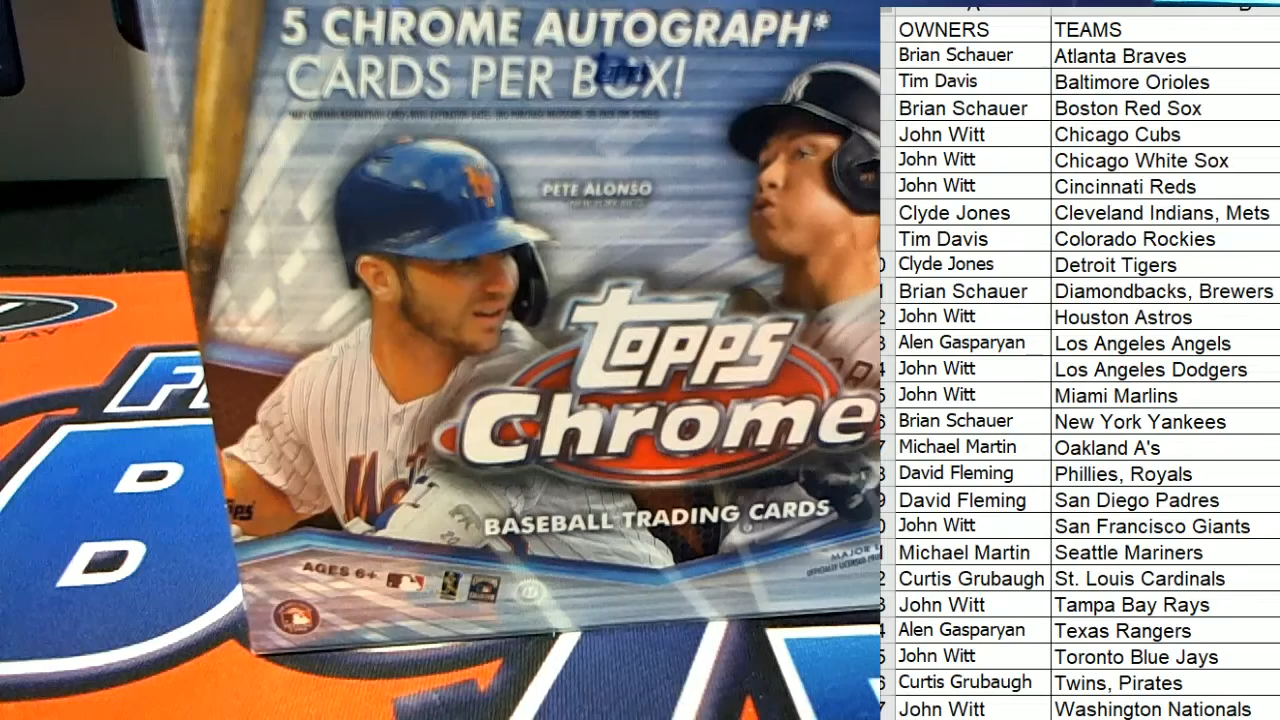 5 CHROME AUTOGRAPH*
CARDS PER BOX!
topps
PETE ALONSO
NEW YORK METS
topps
Chrome
BASEBALL TRADING CARDS
AGES 6+
MAJOR L
D
D
OWNERS TEAMS
Brian Schauer Atlanta Braves
Tim Davis Baltimore Orioles
Brian Schauer Boston Red Sox
John Witt Chicago Cubs
John Witt Chicago White Sox
John Witt Cincinnati Reds
Clyde Jones Cleveland Indians, Mets
Tim Davis Colorado Rockies
Clyde Jones Detroit Tigers
Brian Schauer Diamondbacks, Brewers
John Witt Houston Astros
Alen Gasparyan Los Angeles Angels
John Witt Los Angeles Dodgers
John Witt Miami Marlins
Brian Schauer New York Yankees
Michael Martin Oakland A's
David Fleming Phillies, Royals
David Fleming San Diego Padres
John Witt San Francisco Giants
Michael Martin Seattle Mariners
Curtis Grubaugh St. Louis Cardinals
John Witt Tampa Bay Rays
Alen Gasparyan Texas Rangers
John Witt Toronto Blue Jays
Curtis Grubaugh Twins, Pirates
John Witt Washington Nationals